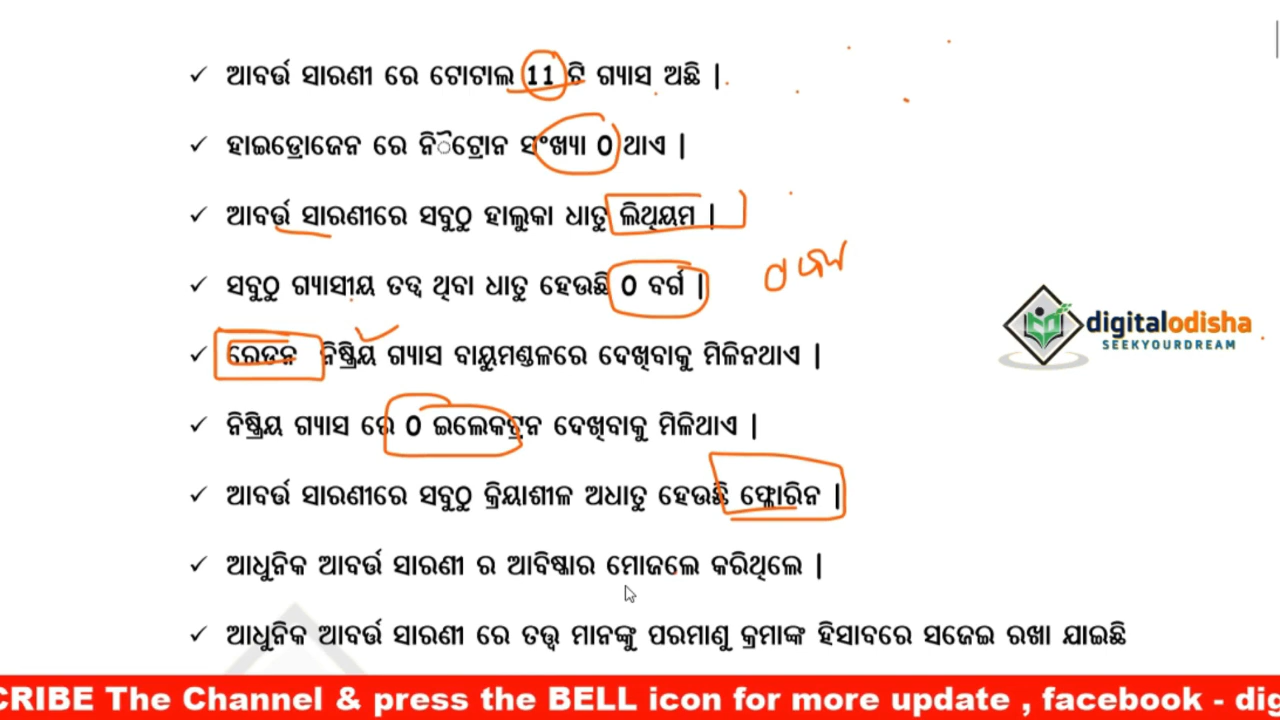 ✓ ଆବର୍ତ୍ତ ସାରଣୀ ରେ ଟୋଟାଲ 11 ଟି ଗ୍ୟାସ ଅଛି |
✓ ହାଇଡ୍ରୋଜେନ ରେ ନିୈଟ୍ରୋନ ସଂଖ୍ୟା 0 ଥାଏ |
✓ ଆବର୍ତ୍ତ ସାରଣୀରେ ସବୁଠୁ ହାଲୁକା ଧାତୁ ଲିଥିୟମ |
✓ ସବୁଠୁ ଗ୍ୟାସୀୟ ତତ୍ୱ ଥିବା ଧାତୁ ହେଉଛି 0 ବର୍ଗ |
0
✓ ରେଡନ ନିଷ୍କ୍ରିୟ ଗ୍ୟାସ ବାୟୁମଣ୍ଡଳରେ ଦେଖିବାକୁ ମିଳିନଥାଏ |
✓ ନିଷ୍କ୍ରିୟ ଗ୍ୟାସ ରେ 0 ଇଲେକଟ୍ରନ ଦେଖିବାକୁ ମିଳିଥାଏ |
✓ ଆବର୍ତ୍ତ ସାରଣୀରେ ସବୁଠୁ କ୍ରିୟାଶୀଳ ଅଧାତୁ ହେଉଛି ଫ୍ଲୋରିନ |
✓ ଆଧୁନିକ ଆବର୍ତ୍ତ ସାରଣୀ ର ଆବିଷ୍କାର ମୋଜଲେ କରିଥିଲେ |
✓ ଆଧୁନିକ ଆବର୍ତ୍ତ ସାରଣୀ ରେ ତତ୍ତ୍ୱ ମାନଙ୍କୁ ପରମାଣୁ କ୍ରମାଙ୍କ ହିସାବରେ ସଜେଇ ରଖା ଯାଇଛି
digitalodisha
SEEKYOURDREAM
CRIBE The Channel & press the BELL icon for more update , facebook - dig